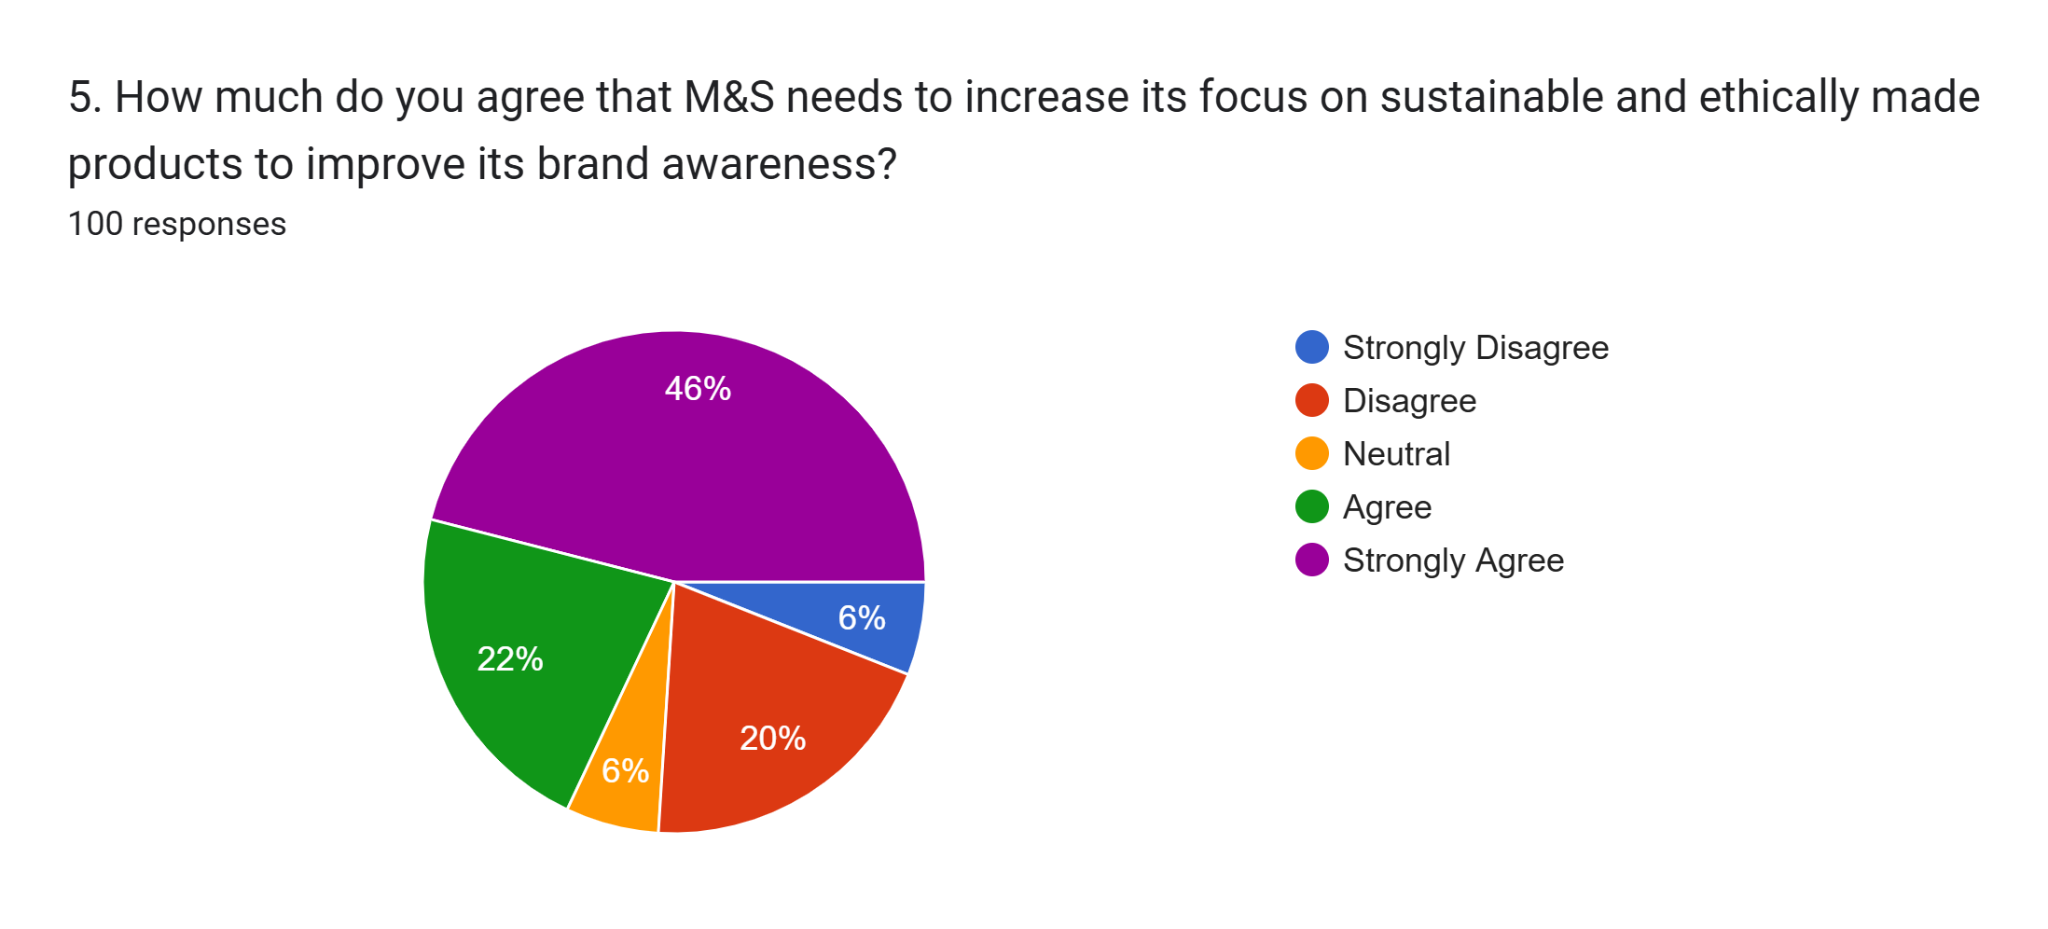 5. How much do you agree that M&S needs to increase its focus on sustainable and ethically made
products to improve its brand awareness?
100 responses
46%
6%
22%
20%
6%
Strongly Disagree
Disagree
Neutral
Agree
Strongly Agree